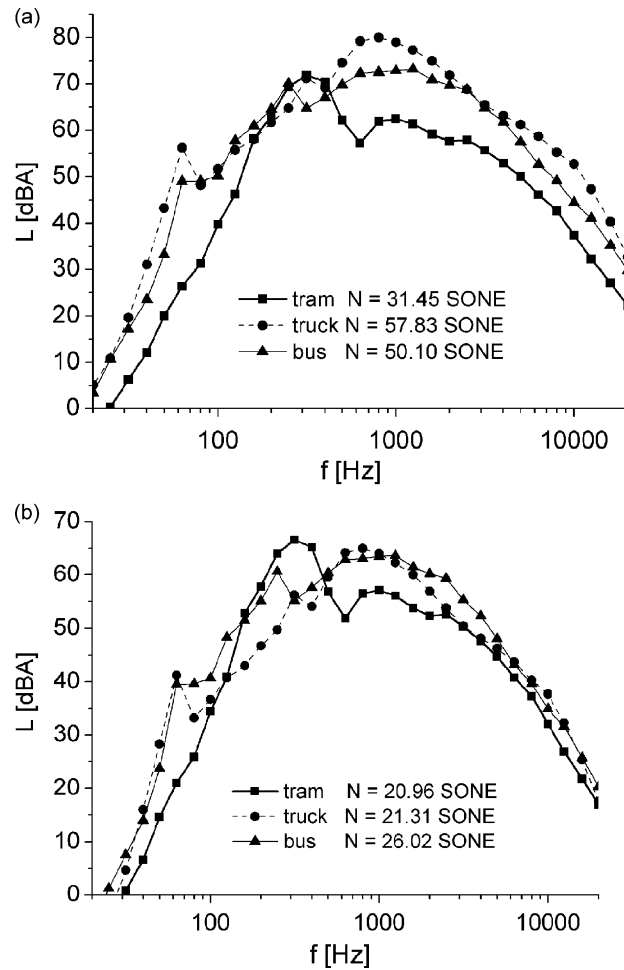 (a)
80
70
60
50
40
30
20
10
0
L [dBA]
tram N = 31.45 SONE
truck N = 57.83 SONE
bus N = 50.10 SONE
100 1000 10000
f [Hz]
(b)
70
60
50
40
30
20
10
0
L [dBA]
tram N = 20.96 SONE
truck N = 21.31 SONE
bus N = 26.02 SONE
100 1000 10000
f [Hz]